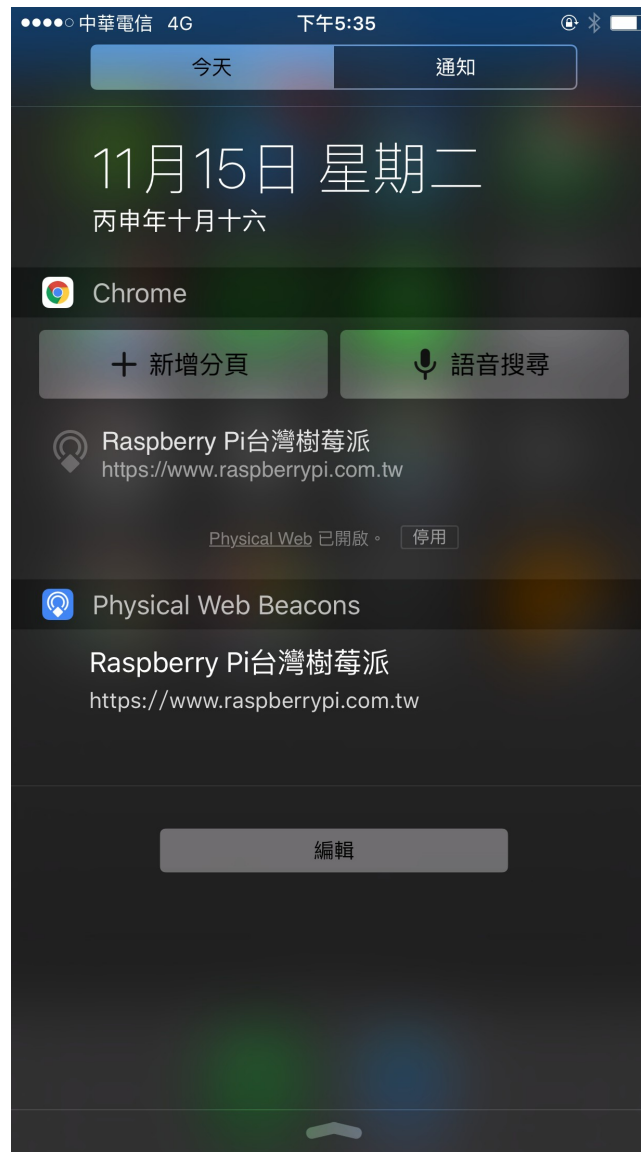 中華電信 4G 下午5:35
今天 通知
11月15日 星期二
丙申年十月十六
Chrome
+ 新增分頁 語音搜尋
Raspberry Pi台灣樹莓派
https://www.raspberrypi.com.tw
Physical Web 已開啟。 停用
Physical Web Beacons
Raspberry Pi台灣樹莓派
https://www.raspberrypi.com.tw
編輯